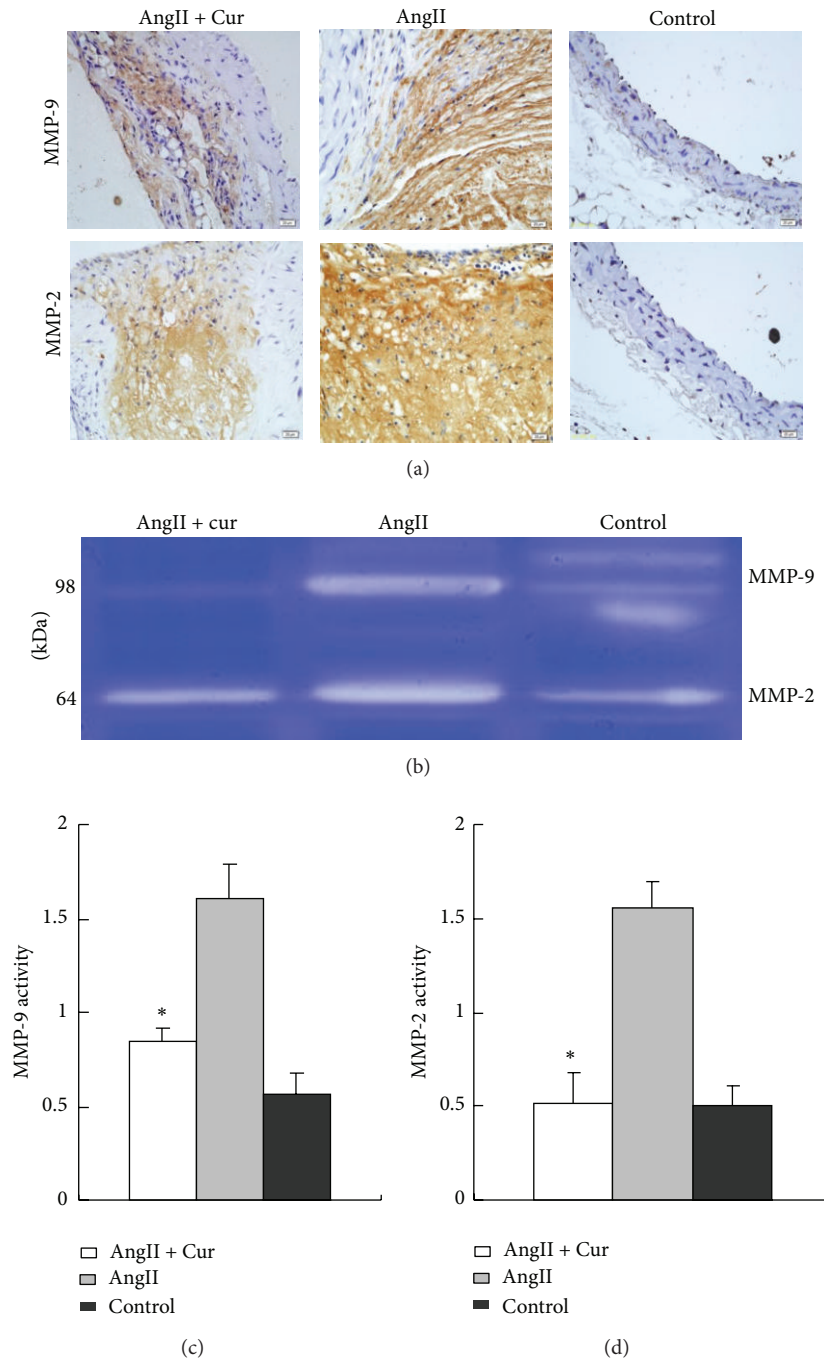 AngII + Cur AngII Control
MMP-9
MMP-2
(a)
AngII + cur AngII Control
98 MMP-9
(kDa)
64 MMP-2
(b)
2
1.5
1
0.5
0
MMP-9 activity
*
AngII + Cur
AngII
Control
(c)
2
1.5
1
0.5
0
MMP-2 activity
*
AngII + Cur
AngII
Control
(d)